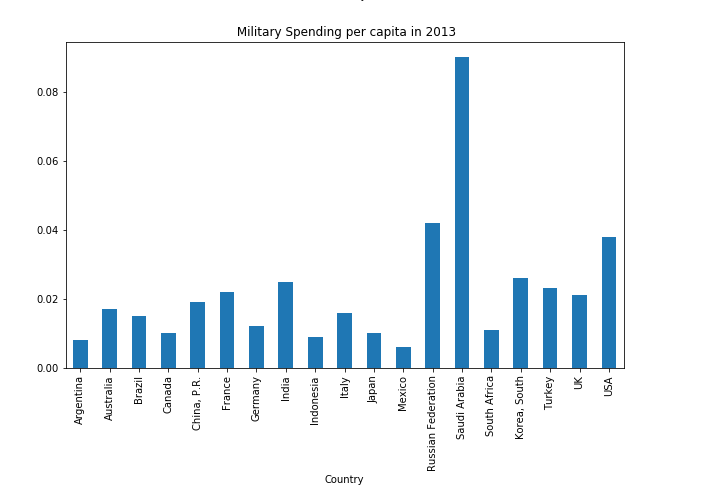 Military Spending per capita in 2013
0.08
0.06
0.04
0.02
0.00
Argentina
Australia
Brazil
Canada
China, P.R.
France
Germany
India
Indonesia
Italy
Japan
Mexico
Russian Federation
Saudi Arabia
South Africa
Korea, South
Turkey
UK
USA
Country